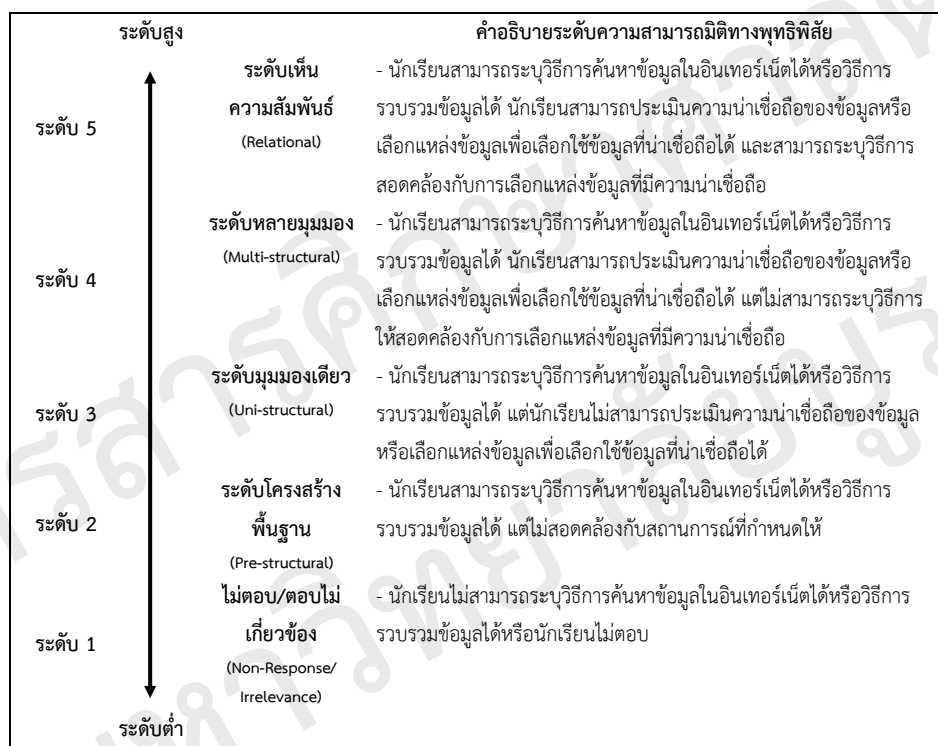 ระดับสูง คำอธิบายระดับความสามารถมิติทางพุทธิพิสัย
ระดับ 5
ระดับเห็น
ความสัมพันธ์
(Relational)
- นักเรียนสามารถระบุวิธีการค้นหาข้อมูลในอินเทอร์เน็ตได้หรือวิธีการ
รวบรวมข้อมูลได้ นักเรียนสามารถประเมินความน่าเชื่อถือของข้อมูลหรือ
เลือกแหล่งข้อมูลเพื่อเลือกใช้ข้อมูลที่น่าเชื่อถือได้ และสามารถระบุวิธีการ
สอดคล้องกับการเลือกแหล่งข้อมูลที่มีความน่าเชื่อถือ
ระดับ 4
ระดับหลายมุมมอง
(Multi-structural)
- นักเรียนสามารถระบุวิธีการค้นหาข้อมูลในอินเทอร์เน็ตได้หรือวิธีการ
รวบรวมข้อมูลได้ นักเรียนสามารถประเมินความน่าเชื่อถือของข้อมูลหรือ
เลือกแหล่งข้อมูลเพื่อเลือกใช้ข้อมูลที่น่าเชื่อถือได้ แต่ไม่สามารถระบุวิธีการ
ให้สอดคล้องกับการเลือกแหล่งข้อมูลที่มีความน่าเชื่อถือ
ระดับ 3
ระดับมุมมองเดียว
(Uni-structural)
- นักเรียนสามารถระบุวิธีการค้นหาข้อมูลในอินเทอร์เน็ตได้หรือวิธีการ
รวบรวมข้อมูลได้ แต่นักเรียนไม่สามารถประเมินความน่าเชื่อถือของข้อมูล
หรือเลือกแหล่งข้อมูลเพื่อเลือกใช้ข้อมูลที่น่าเชื่อถือได้
ระดับ 2
ระดับโครงสร้าง
พื้นฐาน
(Pre-structural)
- นักเรียนสามารถระบุวิธีการค้นหาข้อมูลในอินเทอร์เน็ตได้หรือวิธีการ
รวบรวมข้อมูลได้ แต่ไม่สอดคล้องกับสถานการณ์ที่กำหนดให้
ระดับ 1
ไม่ตอบ/ตอบไม่
เกี่ยวข้อง
(Non-Response/
Irrelevance)
- นักเรียนไม่สามารถระบุวิธีการค้นหาข้อมูลในอินเทอร์เน็ตได้หรือวิธีการ
รวบรวมข้อมูลได้หรือนักเรียนไม่ตอบ
ระดับต่ำ